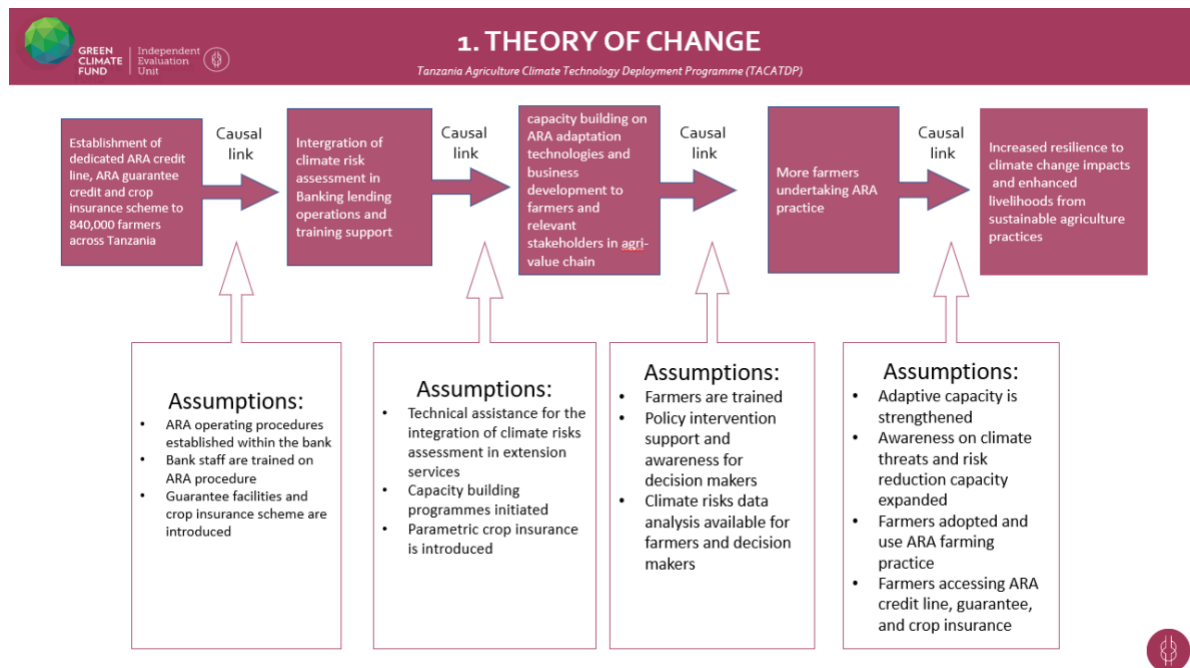 GREEN
CLIMATE
FUND
Independent
Evaluation
Unit
1. THEORY OF CHANGE
Tanzania Agriculture Climate Technology Deployment Programme (TACATDP)
Establishment of
dedicated ARA credit
line, ARA guarantee
credit and crop
insurance scheme to
840,000 farmers
across Tanzania
Causal
link
Intergration of
climate risk
assessment in
Banking lending
operations and
training support
Causal
link
capacity building on
ARA adaptation
technologies and
business
development to
farmers and
relevant
stakeholders in agri-
value chain
Causal
link
More farmers
undertaking ARA
practice
Causal
link
Increased resilience to
climate change impacts
and enhanced
livelihoods from
sustainable agriculture
practices
Assumptions:
• ARA operating procedures
established within the bank
• Bank staff are trained on
ARA procedure
• Guarantee facilities and
crop insurance scheme are
introduced
Assumptions:
• Technical assistance for the
integration of climate risks
assessment in extension
services
• Capacity building
programmes initiated
• Parametric crop insurance
is introduced
Assumptions:
• Farmers are trained
• Policy intervention
support and
awareness for
decision makers
• Climate risks data
analysis available for
farmers and decision
makers
Assumptions:
• Adaptive capacity is
strengthened
• Awareness on climate
threats and risk
reduction capacity
expanded
• Farmers adopted and
use ARA farming
practice
• Farmers accessing ARA
credit line, guarantee,
and crop insurance